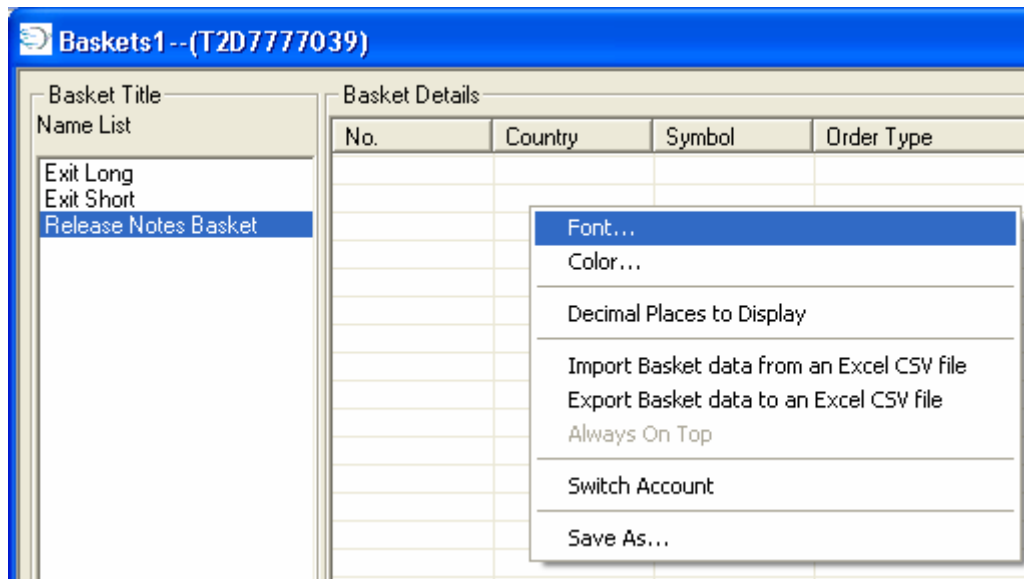 Baskets1--(T2D7777039)
Basket Title
Basket Details
Name List
No. Country Symbol Order Type
Exit Long
Exit Short
Release Notes Basket
Font...
Color...
Decimal Places to Display
Import Basket data from an Excel CSV file
Export Basket data to an Excel CSV file
Always On Top
Switch Account
Save As...